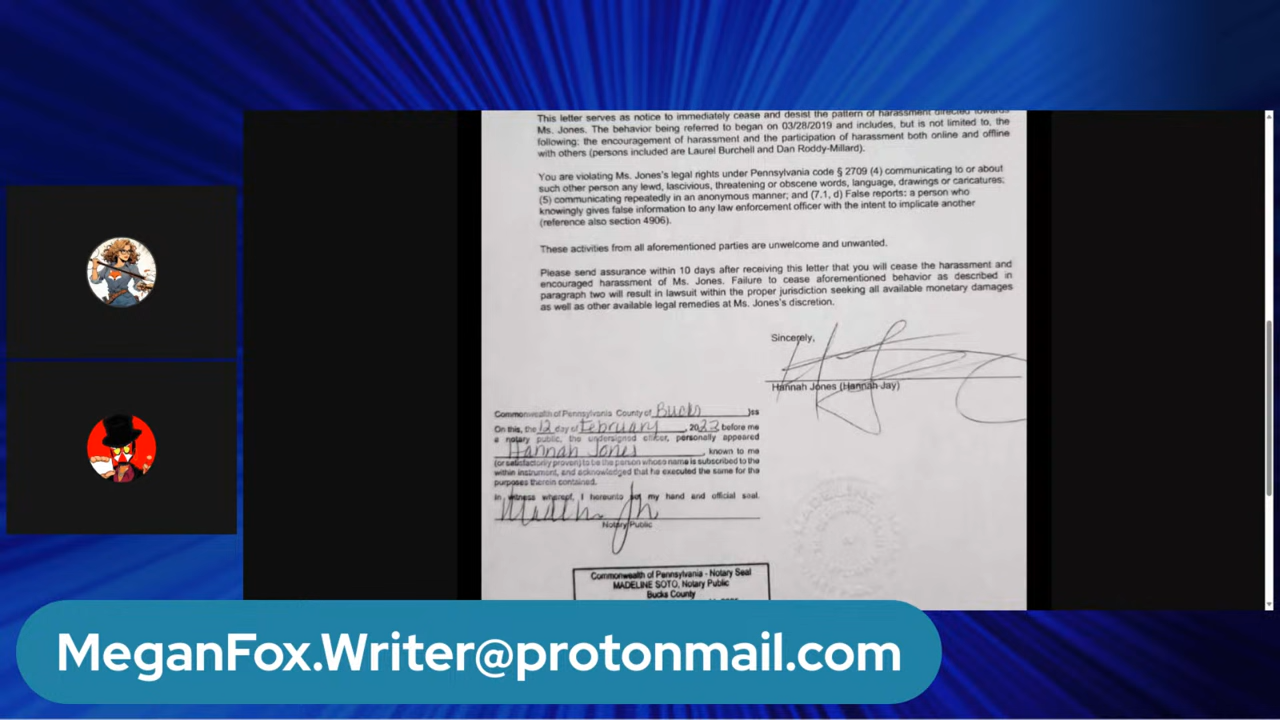 This letter serves as notice to immediately cease and desist the pattern of harassment directed towards
Ms. Jones. The behavior being referred to began on 03/28/2019 and includes, but is not limited to, the
following: the encouragement of harassment and the participation of harassment both online and offline
with others (persons included are Laurel Burchell and Dan Roddy-Millard).
You are violating Ms. Jones's legal rights under Pennsylvania code § 2709 (4) communicating to or about
such other person any lewd, lascivious, threatening or obscene words, language, drawings or caricatures;
(5) communicating repeatedly in an anonymous manner; and (7.1, d) False reports: a person who
knowingly gives false information to any law enforcement officer with the intent to implicate another
(reference also section 4906).
These activities from all aforementioned parties are unwelcome and unwanted.
Please send assurance within 10 days after receiving this letter that you will cease the harassment and
encouraged harassment of Ms. Jones. Failure to cease aforementioned behavior as described in
paragraph two will result in lawsuit within the proper jurisdiction seeking all available monetary damages
as well as other available legal remedies at Ms. Jones's discretion.
Sincerely,
Hannah Jones (Hannah Jay)
Commonwealth of Pennsylvania County of Bucks )ss
On this, the 12 day of February, 2023 before me
a notary public, the undersigned officer, personally appeared
Hannah Jones, known to me
(or satisfactorily proven) to be the person whose name is subscribed to the
within instrument, and acknowledged that he executed the same for the
purposes therein contained.
In witness whereof, I hereunto set my hand and official seal.
Notary Public
Commonwealth of Pennsylvania - Notary Seal
MADELINE SOTO, Notary Public
Bucks County
MeganFox.Writer@protonmail.com